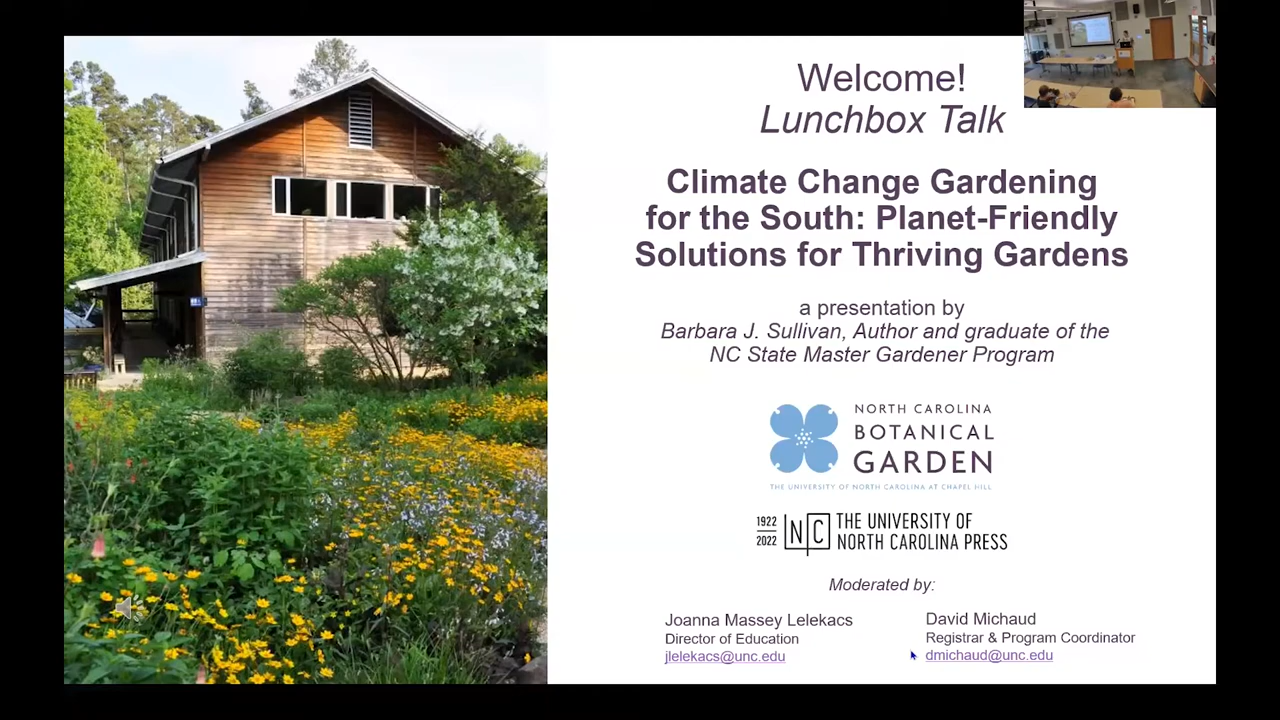 Welcome!
Lunchbox Talk
Climate Change Gardening
for the South: Planet-Friendly
Solutions for Thriving Gardens
a presentation by
Barbara J. Sullivan, Author and graduate of the
NC State Master Gardener Program
NORTH CAROLINA
BOTANICAL
GARDEN
THE UNIVERSITY OF NORTH CAROLINA AT CHAPEL HILL
1922
2022
NC
THE UNIVERSITY OF
NORTH CAROLINA PRESS
Moderated by:
Joanna Massey Lelekacs
Director of Education
jlelekacs@unc.edu
David Michaud
Registrar & Program Coordinator
dmichaud@unc.edu